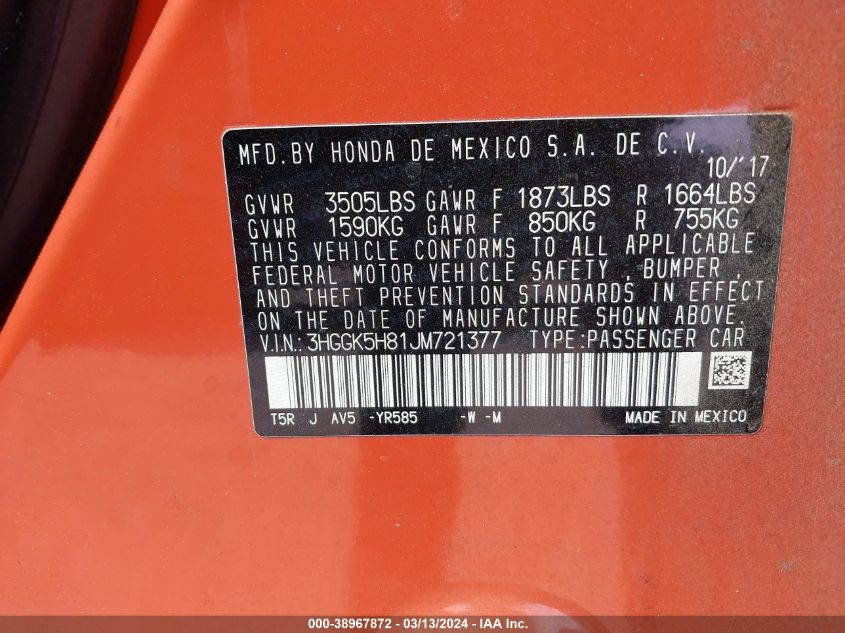 MFD.BY HONDA DE MEXICO S.A. DE C.V.
10/'17
GVWR 3505LBS GAWR F 1873LBS R 1664LBS
GVWR 1590KG GAWR F 850KG R 755KG
THIS VEHICLE CONFORMS TO ALL APPLICABLE
FEDERAL MOTOR VEHICLE SAFETY , BUMPER ,
AND THEFT PREVENTION STANDARDS IN EFFECT
ON THE DATE OF MANUFACTURE SHOWN ABOVE.
V.I.N.: 3HGGK5H81JM721377 TYPE:PASSENGER CAR
T5R J AV5 -YR585 -W -M MADE IN MEXICO
000-38967872 - 03/13/2024 - IAA Inc.